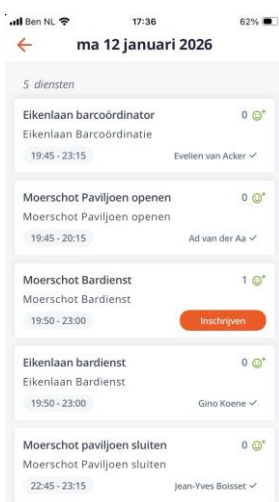 Ben NL 17:36 62%
ma 12 januari 2026
5 diensten
Eikenlaan barcoördinator 0
Eikenlaan Barcoördinatie
19:45 - 23:15 Evelien van Acker
Moerschot Paviljoen openen 0
Moerschot Paviljoen openen
19:45 - 20:15 Ad van der Aa
Moerschot Bardienst 1
Moerschot Bardienst
19:50 - 23:00 Inschrijven
Eikenlaan bardienst 0
Eikenlaan Bardienst
19:50 - 23:00 Gino Koene
Moerschot paviljoen sluiten 0
Moerschot Paviljoen sluiten
22:45 - 23:15 Jean-Yves Boisset